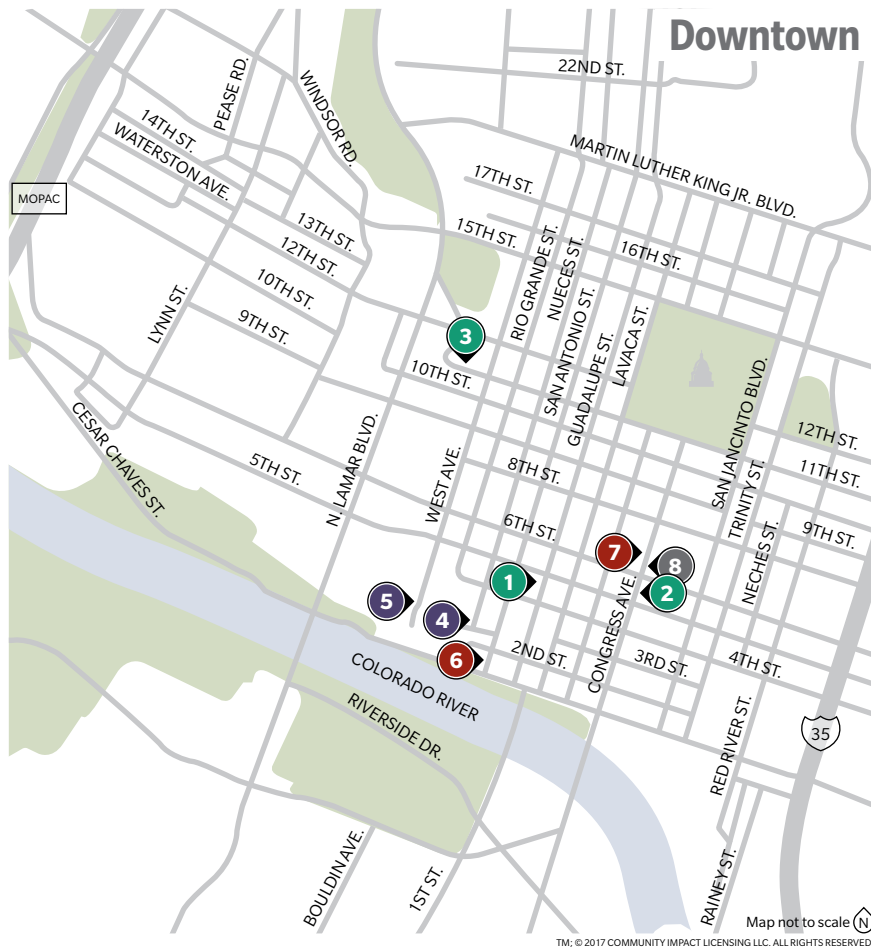 Downtown
22ND ST.
PEASE RD.
WINDSOR RD.
14TH ST.
WATERSTON AVE.
MARTIN LUTHER KING JR. BLVD.
MOPAC
17TH ST.
13TH ST.
12TH ST.
15TH ST.
16TH ST.
RIO GRANDE ST.
NUECES ST.
10TH ST.
LYNN ST.
9TH ST.
SAN ANTONIO ST.
GUADALUPE ST.
LAVACA ST.
3
10TH ST.
SAN JANCINTO BLVD.
CESAR CHAVES ST.
N. LAMAR BLVD.
12TH ST.
5TH ST.
WEST AVE.
8TH ST.
11TH ST.
TRINITY ST.
6TH ST.
9TH ST.
7
8
NECHES ST.
1
2
5
4
CONGRESS AVE.
6
2ND ST.
3RD ST.
4TH ST.
COLORADO RIVER
RIVERSIDE DR.
RED RIVER ST.
35
BOULDIN AVE.
1ST ST.
RAINEY ST.
Map not to scale N
TM; © 2017 COMMUNITY IMPACT LICENSING LLC. ALL RIGHTS RESERVED